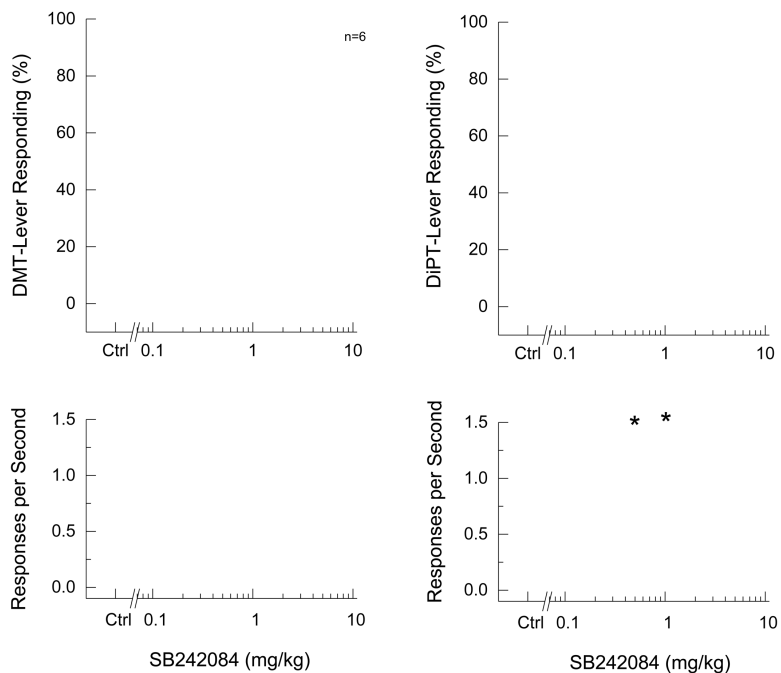 DMT-Lever Responding (%)
100
80
60
40
20
0
n=6
Ctrl 0.1 1 10
DiPT-Lever Responding (%)
100
80
60
40
20
0
Ctrl 0.1 1 10
Responses per Second
1.5
1.0
0.5
0.0
Ctrl 0.1 1 10
SB242084 (mg/kg)
Responses per Second
1.5
1.0
0.5
0.0
* *
Ctrl 0.1 1 10
SB242084 (mg/kg)